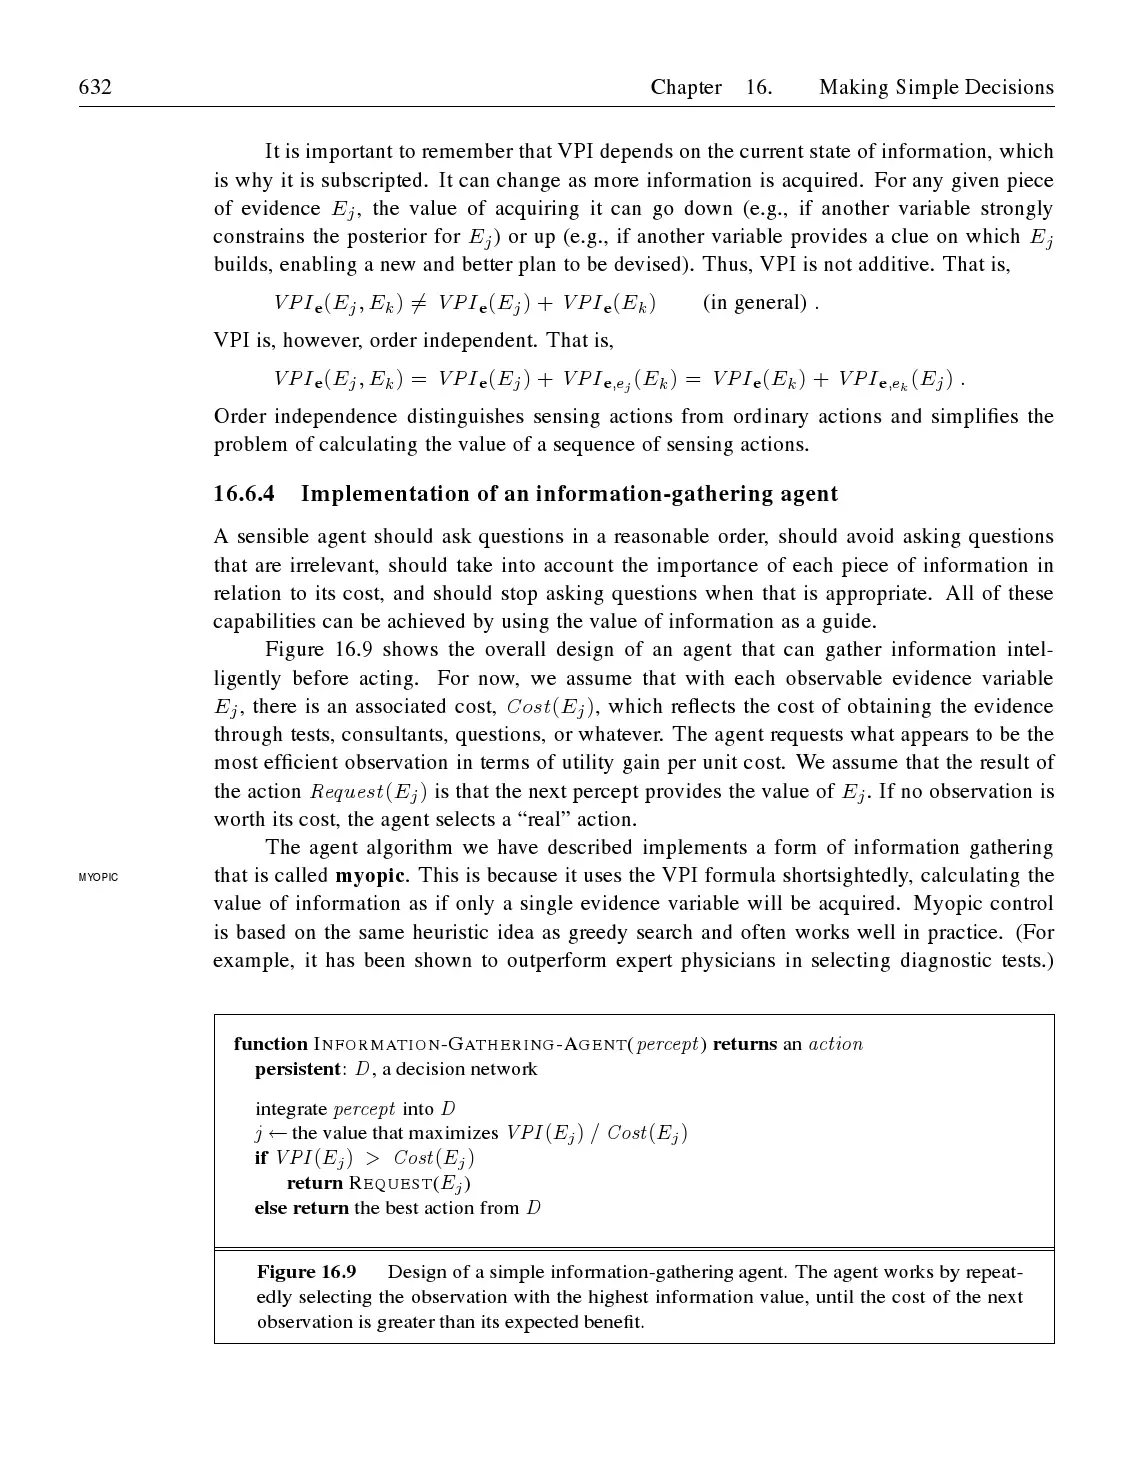 632 Chapter 16. Making Simple Decisions
It is important to remember that VPI depends on the current state of information, which
is why it is subscripted. It can change as more information is acquired. For any given piece
of evidence E_j, the value of acquiring it can go down (e.g., if another variable strongly
constrains the posterior for E_j) or up (e.g., if another variable provides a clue on which E_j
builds, enabling a new and better plan to be devised). Thus, VPI is not additive. That is,
VPI_e(E_j, E_k) ≠ VPI_e(E_j) + VPI_e(E_k) (in general) .
VPI is, however, order independent. That is,
VPI_e(E_j, E_k) = VPI_e(E_j) + VPI_{e,e_j}(E_k) = VPI_e(E_k) + VPI_{e,e_k}(E_j) .
Order independence distinguishes sensing actions from ordinary actions and simplifies the
problem of calculating the value of a sequence of sensing actions.
16.6.4 Implementation of an information-gathering agent
A sensible agent should ask questions in a reasonable order, should avoid asking questions
that are irrelevant, should take into account the importance of each piece of information in
relation to its cost, and should stop asking questions when that is appropriate. All of these
capabilities can be achieved by using the value of information as a guide.
Figure 16.9 shows the overall design of an agent that can gather information intel-
ligently before acting. For now, we assume that with each observable evidence variable
E_j, there is an associated cost, Cost(E_j), which reflects the cost of obtaining the evidence
through tests, consultants, questions, or whatever. The agent requests what appears to be the
most efficient observation in terms of utility gain per unit cost. We assume that the result of
the action Request(E_j) is that the next percept provides the value of E_j. If no observation is
worth its cost, the agent selects a “real” action.
The agent algorithm we have described implements a form of information gathering
MYOPIC that is called myopic. This is because it uses the VPI formula shortsightedly, calculating the
value of information as if only a single evidence variable will be acquired. Myopic control
is based on the same heuristic idea as greedy search and often works well in practice. (For
example, it has been shown to outperform expert physicians in selecting diagnostic tests.)
function INFORMATION-GATHERING-AGENT(percept) returns an action
persistent: D, a decision network
integrate percept into D
j ← the value that maximizes VPI(E_j) / Cost(E_j)
if VPI(E_j) > Cost(E_j)
return REQUEST(E_j)
else return the best action from D
Figure 16.9 Design of a simple information-gathering agent. The agent works by repeat-
edly selecting the observation with the highest information value, until the cost of the next
observation is greater than its expected benefit.